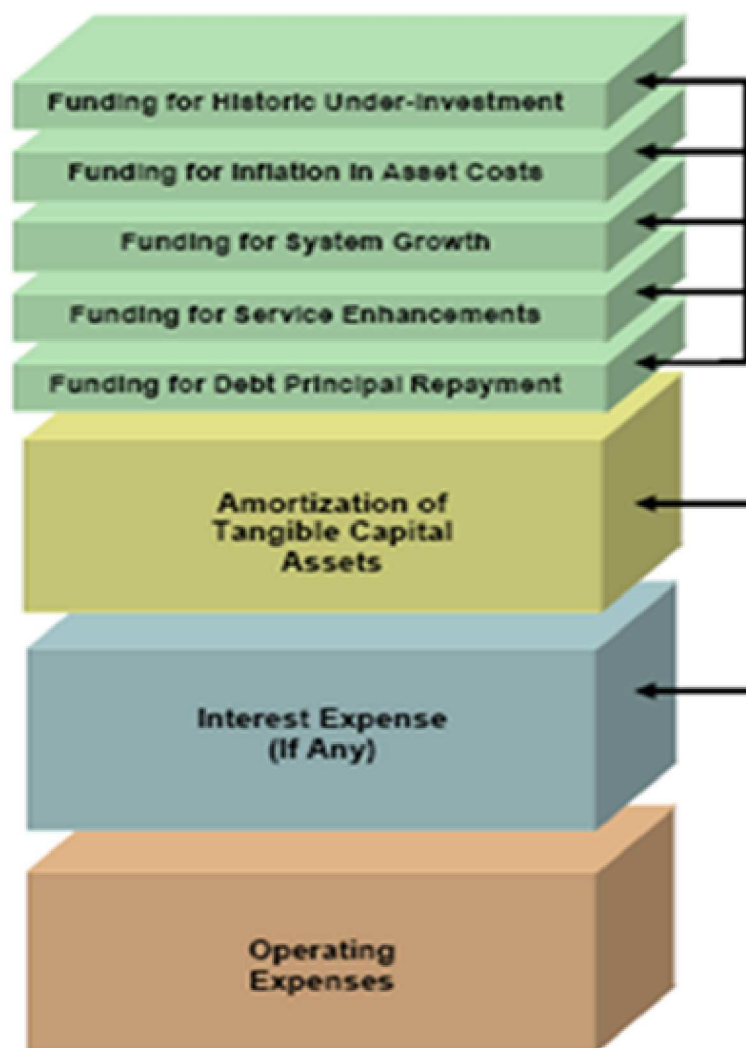 Funding for Historic Under-Investment
Funding for Inflation in Asset Costs
Funding for System Growth
Funding for Service Enhancements
Funding for Debt Principal Repayment
Amortization of
Tangible Capital
Assets
Interest Expense
(If Any)
Operating
Expenses